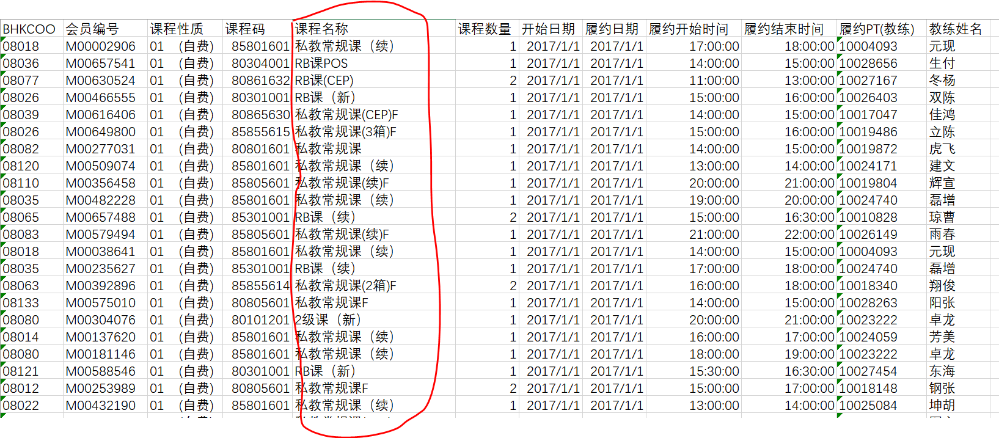 BHKCOO 会员编号 课程性质 课程码 课程名称 课程数量 开始日期 履约日期 履约开始时间 履约结束时间 履约PT(教练) 教练姓名
08018 M00002906 01 (自费) 85801601 私教常规课（续） 1 2017/1/1 2017/1/1 17:00:00 18:00:00 10004093 元现
08036 M00657541 01 (自费) 80304001 RB课POS 1 2017/1/1 2017/1/1 14:00:00 15:00:00 10028656 生付
08077 M00630524 01 (自费) 80861632 RB课(CEP) 2 2017/1/1 2017/1/1 11:00:00 13:00:00 10027167 冬杨
08026 M00466555 01 (自费) 80301001 RB课（新） 1 2017/1/1 2017/1/1 15:00:00 16:00:00 10026403 双陈
08039 M00616406 01 (自费) 80865630 私教常规课(CEP)F 1 2017/1/1 2017/1/1 14:00:00 15:00:00 10017047 佳鸿
08026 M00649800 01 (自费) 85855615 私教常规课(3箱)F 1 2017/1/1 2017/1/1 15:00:00 16:00:00 10019486 立陈
08082 M00277031 01 (自费) 80801601 私教常规课 1 2017/1/1 2017/1/1 14:00:00 15:00:00 10019872 虎飞
08120 M00509074 01 (自费) 85801601 私教常规课（续） 1 2017/1/1 2017/1/1 13:00:00 14:00:00 10024171 建文
08110 M00356458 01 (自费) 85805601 私教常规课(续)F 1 2017/1/1 2017/1/1 20:00:00 21:00:00 10019804 辉宣
08035 M00482228 01 (自费) 85801601 私教常规课（续） 1 2017/1/1 2017/1/1 19:00:00 20:00:00 10024740 磊增
08065 M00657488 01 (自费) 85301001 RB课（续） 2 2017/1/1 2017/1/1 15:00:00 16:30:00 10010828 琼曹
08083 M00579494 01 (自费) 85805601 私教常规课(续)F 1 2017/1/1 2017/1/1 21:00:00 22:00:00 10026149 雨春
08018 M00038641 01 (自费) 85801601 私教常规课（续） 1 2017/1/1 2017/1/1 14:00:00 15:00:00 10004093 元现
08035 M00235627 01 (自费) 85301001 RB课（续） 1 2017/1/1 2017/1/1 17:00:00 18:00:00 10024740 磊增
08063 M00392896 01 (自费) 85855614 私教常规课(2箱)F 2 2017/1/1 2017/1/1 16:00:00 18:00:00 10018340 翔俊
08133 M00575010 01 (自费) 80805601 私教常规课F 1 2017/1/1 2017/1/1 14:00:00 15:00:00 10028263 阳张
08080 M00304076 01 (自费) 80101201 2级课（新） 1 2017/1/1 2017/1/1 20:00:00 21:00:00 10023222 卓龙
08014 M00137620 01 (自费) 85801601 私教常规课（续） 1 2017/1/1 2017/1/1 16:00:00 17:00:00 10024059 芳美
08080 M00181146 01 (自费) 85801601 私教常规课（续） 1 2017/1/1 2017/1/1 18:00:00 19:00:00 10023222 卓龙
08121 M00588546 01 (自费) 80301001 RB课（新） 1 2017/1/1 2017/1/1 15:30:00 16:30:00 10027454 东海
08012 M00253989 01 (自费) 80805601 私教常规课F 2 2017/1/1 2017/1/1 15:00:00 17:00:00 10018148 钢张
08022 M00432190 01 (自费) 85801601 私教常规课（续） 1 2017/1/1 2017/1/1 13:00:00 14:00:00 10025084 坤胡